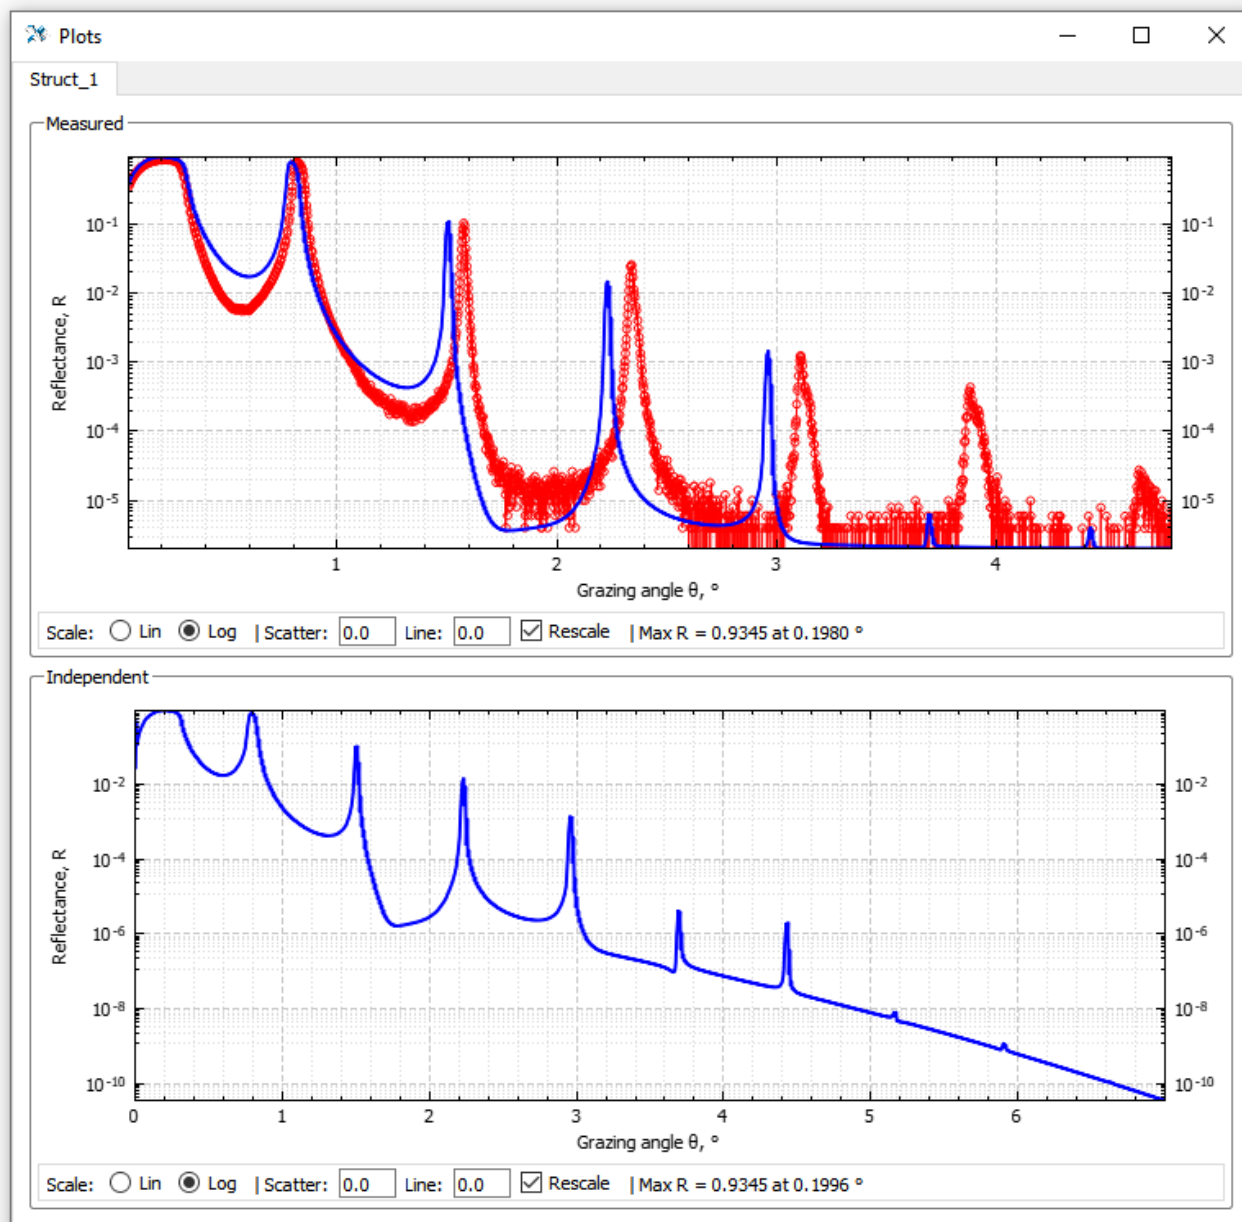 Plots
Struct_1
Measured
10⁻¹ 10⁻¹
10⁻² 10⁻²
10⁻³ 10⁻³
10⁻⁴ 10⁻⁴
10⁻⁵ 10⁻⁵
Reflectance, R
1 2 3 4
Grazing angle θ, °
Scale: Lin Log | Scatter: 0.0 Line: 0.0 Rescale | Max R = 0.9345 at 0.1980 °
Independent
10⁻² 10⁻²
10⁻⁴ 10⁻⁴
10⁻⁶ 10⁻⁶
10⁻⁸ 10⁻⁸
10⁻¹⁰ 10⁻¹⁰
Reflectance, R
0 1 2 3 4 5 6
Grazing angle θ, °
Scale: Lin Log | Scatter: 0.0 Line: 0.0 Rescale | Max R = 0.9345 at 0.1996 °